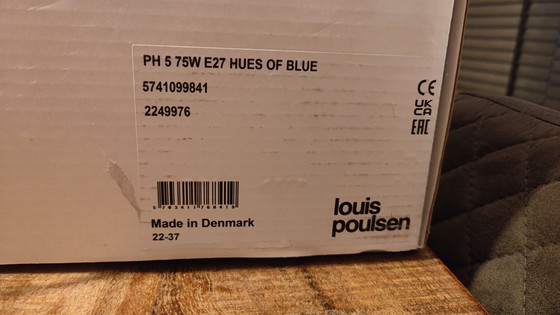 PH 5 75W E27 HUES OF BLUE
5741099841
2249976
CE
UK
CA
EAC
Made in Denmark
22-37
louis
poulsen